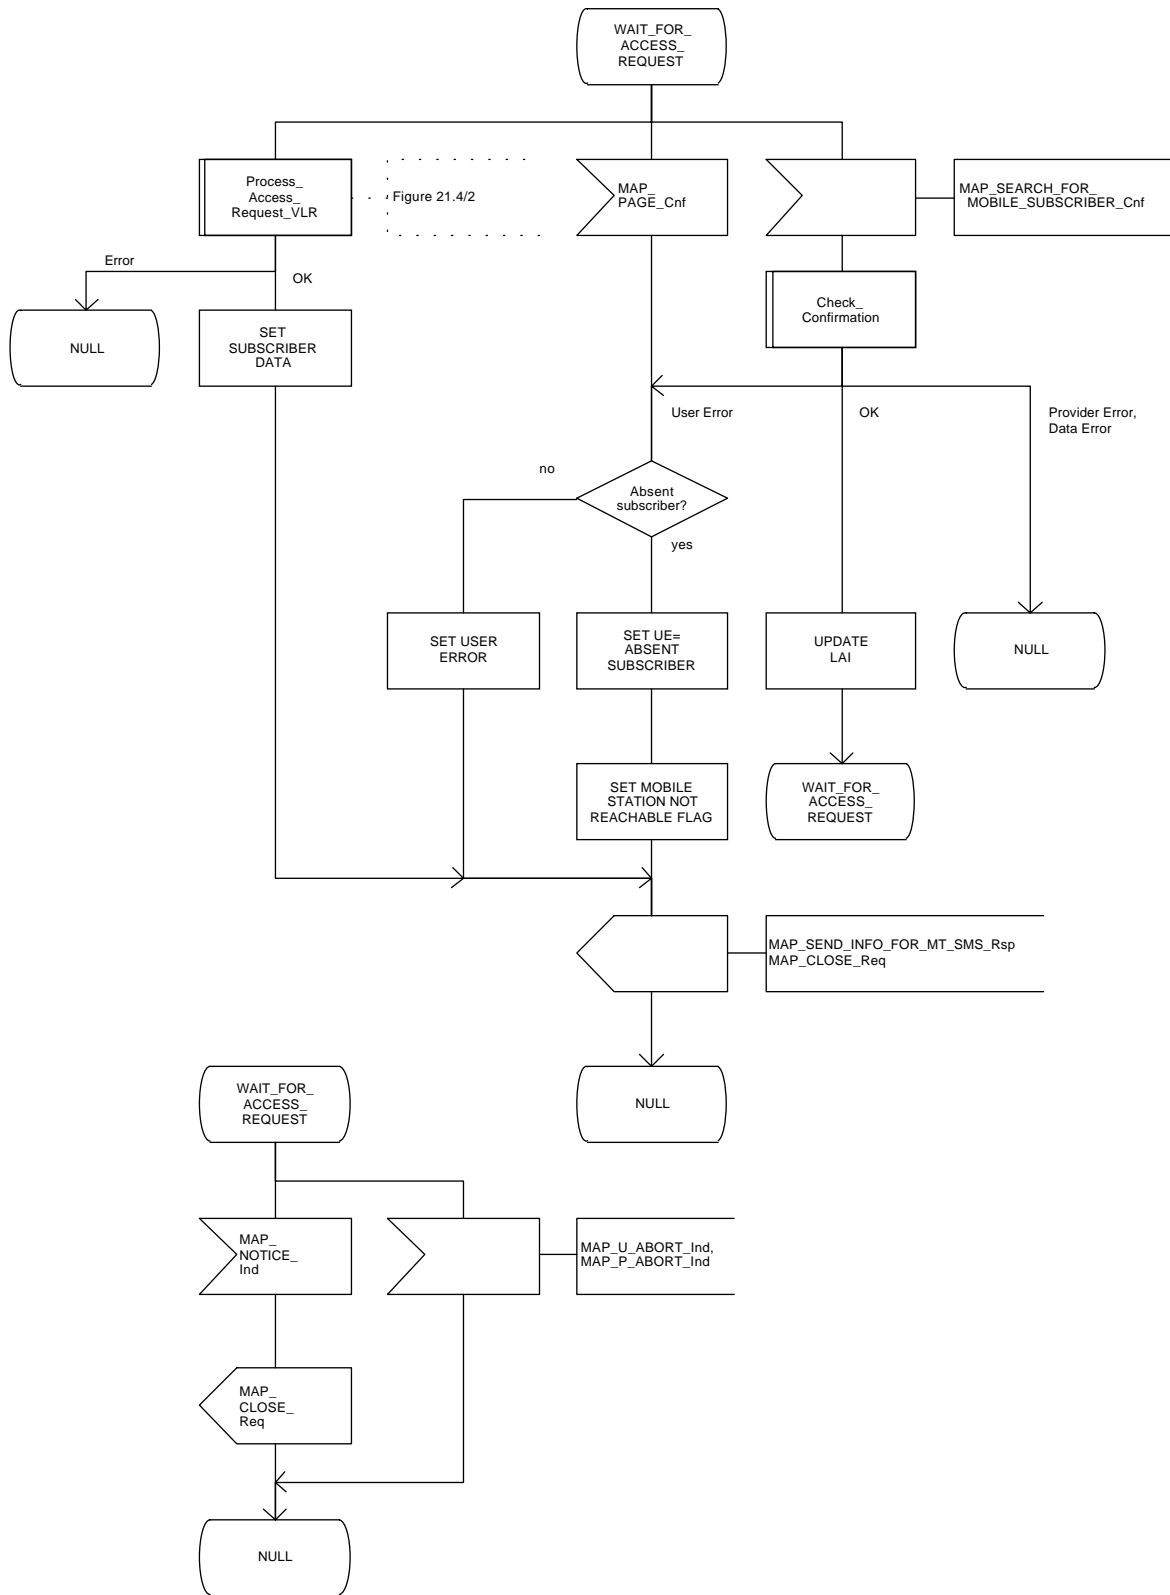 WAIT_FOR_
ACCESS_
REQUEST
Process_
Access_
Request_VLR
Figure 21.4/2
MAP_
PAGE_Cnf
MAP_SEARCH_FOR_
MOBILE_SUBSCRIBER_Cnf
Error
OK
Check_
Confirmation
NULL
SET
SUBSCRIBER
DATA
User Error
OK
Provider Error,
Data Error
no
Absent
subscriber?
yes
SET USER
ERROR
SET UE=
ABSENT
SUBSCRIBER
UPDATE
LAI
NULL
SET MOBILE
STATION NOT
REACHABLE FLAG
WAIT_FOR_
ACCESS_
REQUEST
MAP_SEND_INFO_FOR_MT_SMS_Rsp
MAP_CLOSE_Req
NULL
WAIT_FOR_
ACCESS_
REQUEST
MAP_
NOTICE_
Ind
MAP_U_ABORT_Ind,
MAP_P_ABORT_Ind
MAP_
CLOSE_
Req
NULL